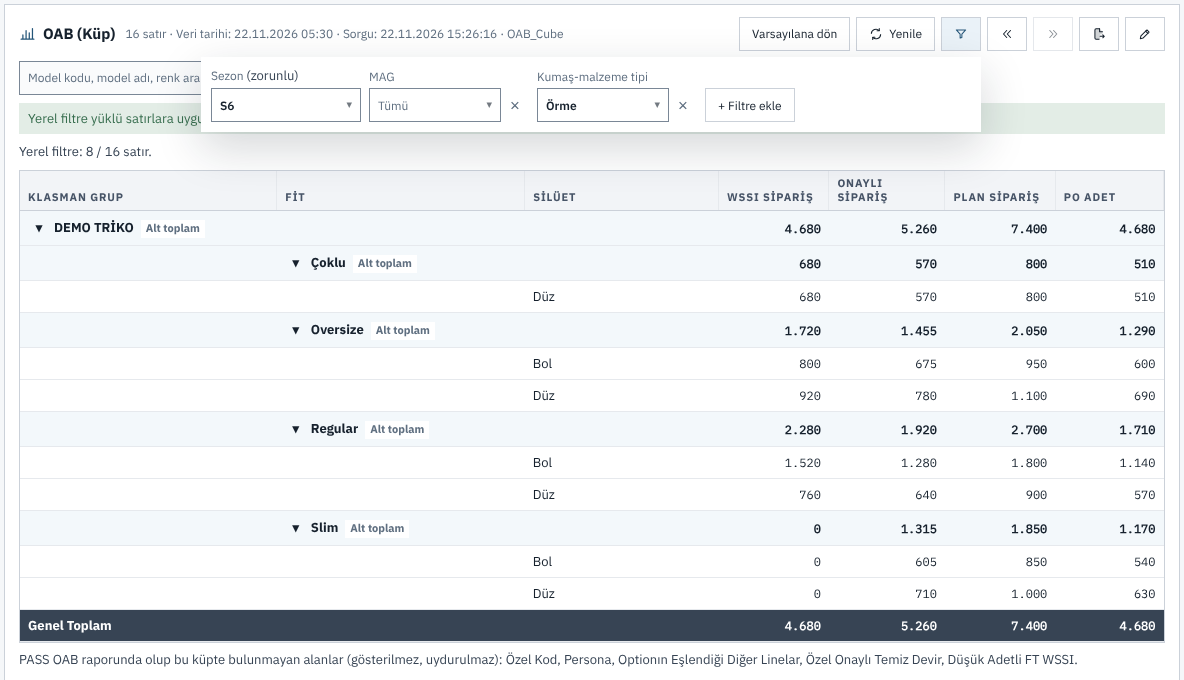 OAB (Küp) 16 satır · Veri tarihi: 22.11.2026 05:30 · Sorgu: 22.11.2026 15:26:16 · OAB_Cube
Varsayılana dön Yenile « »
Model kodu, model adı, renk ara
Sezon (zorunlu) MAG Kumaş-malzeme tipi
S6 ▼ Tümü ▼ × Örme ▼ × + Filtre ekle
Yerel filtre yüklü satırlara uygu
Yerel filtre: 8 / 16 satır.
KLASMAN GRUP FİT SİLÜET WSSI SİPARİŞ ONAYLI SİPARİŞ PLAN SİPARİŞ PO ADET
▼ DEMO TRİKO Alt toplam 4.680 5.260 7.400 4.680
▼ Çoklu Alt toplam 680 570 800 510
Düz 680 570 800 510
▼ Oversize Alt toplam 1.720 1.455 2.050 1.290
Bol 800 675 950 600
Düz 920 780 1.100 690
▼ Regular Alt toplam 2.280 1.920 2.700 1.710
Bol 1.520 1.280 1.800 1.140
Düz 760 640 900 570
▼ Slim Alt toplam 0 1.315 1.850 1.170
Bol 0 605 850 540
Düz 0 710 1.000 630
Genel Toplam 4.680 5.260 7.400 4.680
PASS OAB raporunda olup bu küpte bulunmayan alanlar (gösterilmez, uydurulmaz): Özel Kod, Persona, Optionın Eşlendiği Diğer Linelar, Özel Onaylı Temiz Devir, Düşük Adetli FT WSSI.